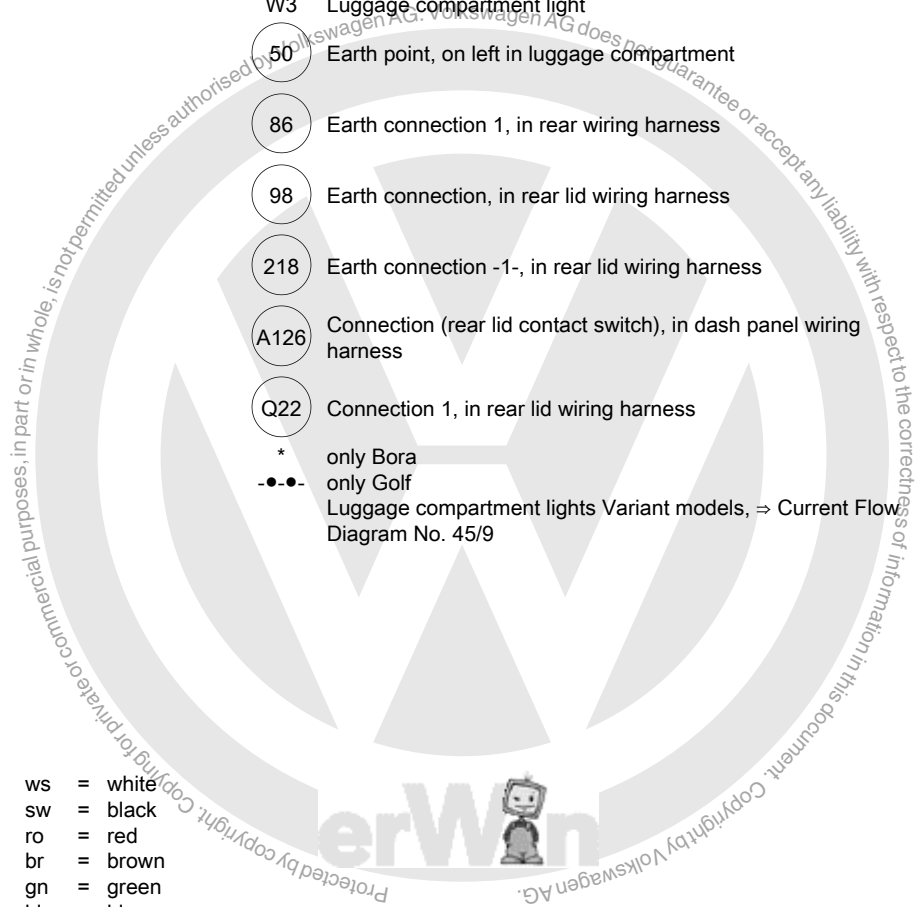 W3 Luggage compartment light
50 Earth point, on left in luggage compartment
86 Earth connection 1, in rear wiring harness
98 Earth connection, in rear lid wiring harness
218 Earth connection -1-, in rear lid wiring harness
A126 Connection (rear lid contact switch), in dash panel wiring
harness
Q22 Connection 1, in rear lid wiring harness
* only Bora
-●-●- only Golf
Luggage compartment lights Variant models, ⇒ Current Flow
Diagram No. 45/9
ws = white
sw = black
ro = red
br = brown
gn = green
erWin
Protected by copyright. Copying for private or commercial purposes, in part or in whole, is not permitted unless authorised by Volkswagen AG. Volkswagen AG does not guarantee or accept any liability with respect to the correctness of information in this document. Copyright by Volkswagen AG.